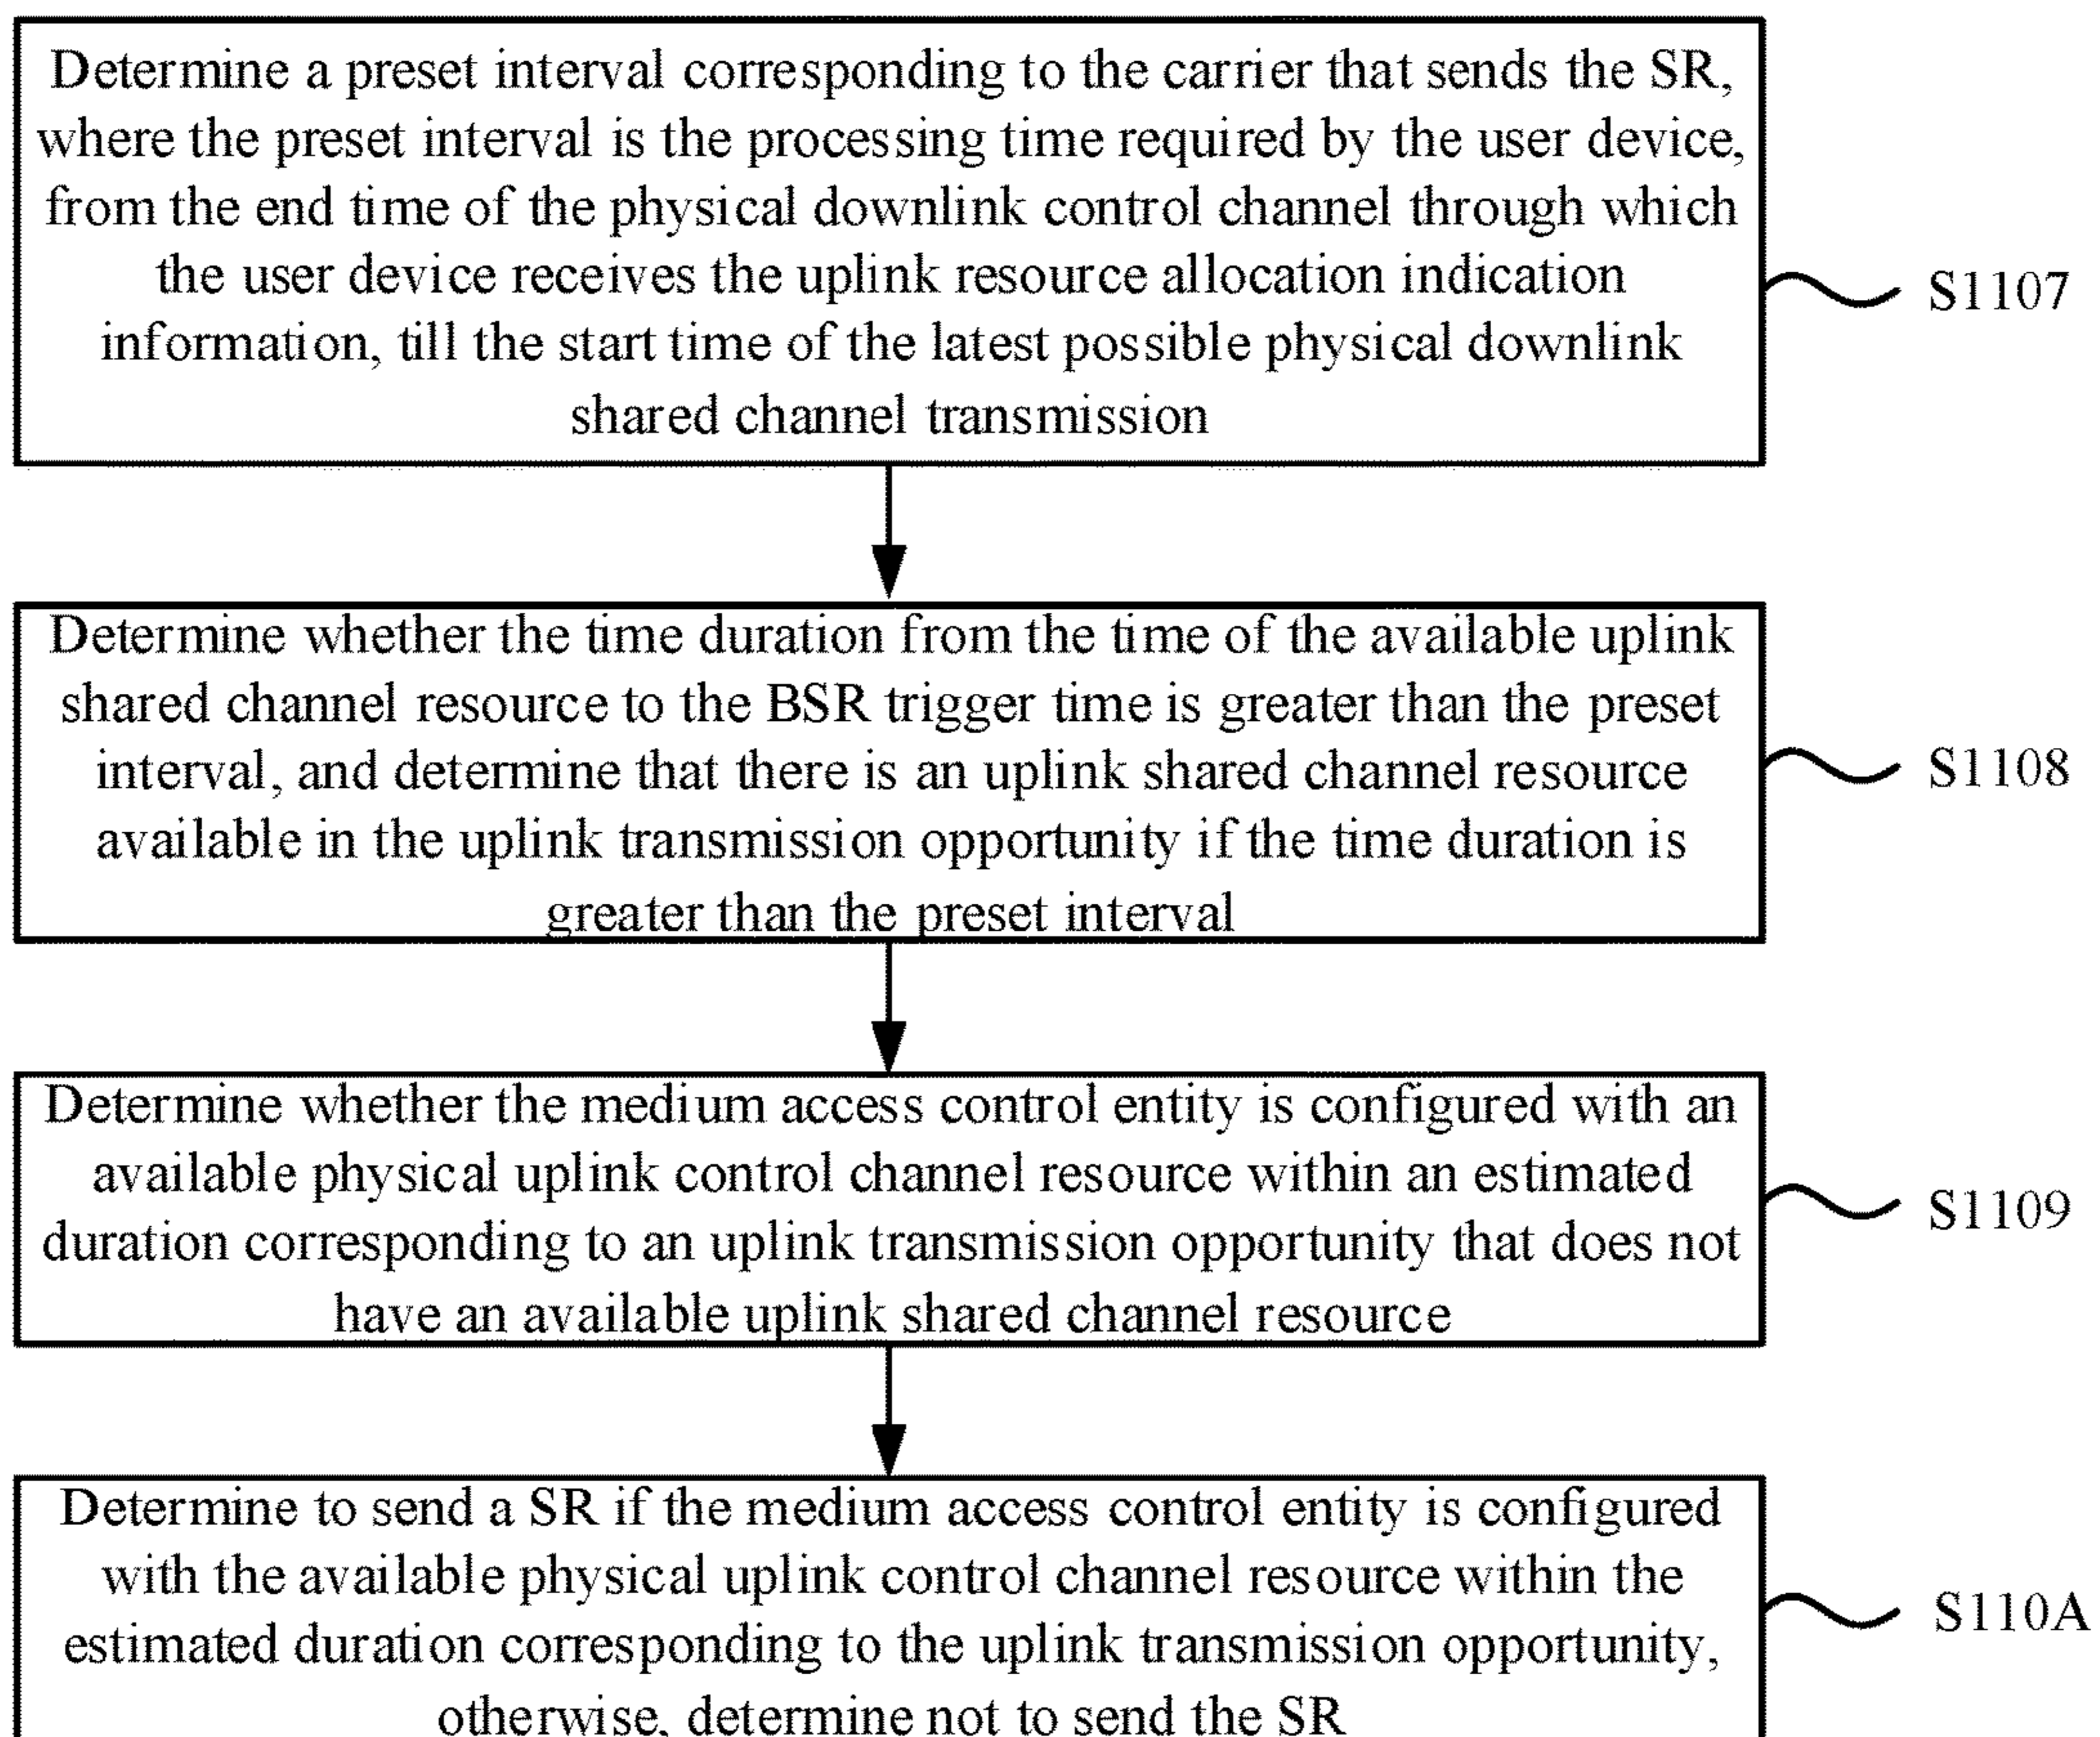 Determine a preset interval corresponding to the carrier that sends the SR,
where the preset interval is the processing time required by the user device,
from the end time of the physical downlink control channel through which
the user device receives the uplink resource allocation indication
information, till the start time of the latest possible physical downlink
shared channel transmission
S1107
Determine whether the time duration from the time of the available uplink
shared channel resource to the BSR trigger time is greater than the preset
interval, and determine that there is an uplink shared channel resource
available in the uplink transmission opportunity if the time duration is
greater than the preset interval
S1108
Determine whether the medium access control entity is configured with an
available physical uplink control channel resource within an estimated
duration corresponding to an uplink transmission opportunity that does not
have an available uplink shared channel resource
S1109
Determine to send a SR if the medium access control entity is configured
with the available physical uplink control channel resource within the
estimated duration corresponding to the uplink transmission opportunity,
otherwise, determine not to send the SR
S110A